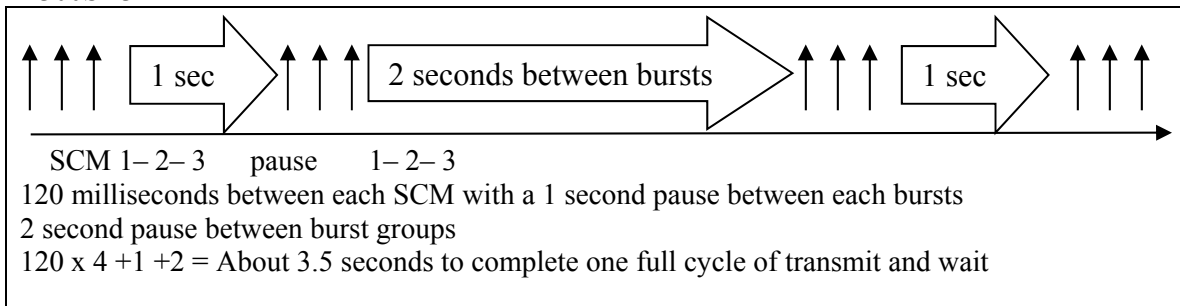 1 sec 2 seconds between bursts 1 sec
SCM 1– 2– 3 pause 1– 2– 3
120 milliseconds between each SCM with a 1 second pause between each bursts
2 second pause between burst groups
120 x 4 +1 +2 = About 3.5 seconds to complete one full cycle of transmit and wait